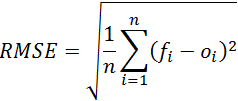 RMSE = √(1/n ∑_{i=1}^{n} (f_i − o_i)²)